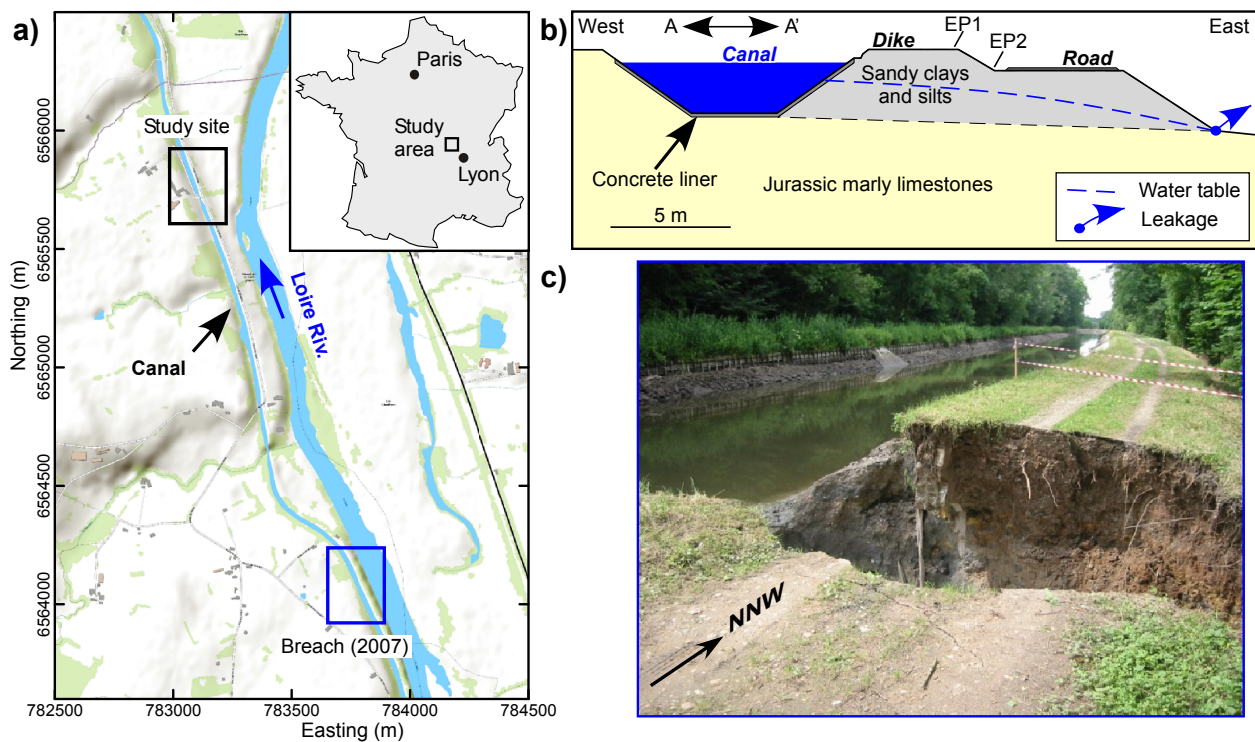 a)
Paris
Study
area
Lyon
Study site
Loire Riv.
Canal
Breach (2007)
6566000
6565500
6565000
6564500
6564000
Northing (m)
782500
783000
783500
784000
784500
Easting (m)
b)
West
A
A'
East
EP1
EP2
Canal
Dike
Road
Sandy clays
and silts
Concrete liner
Jurassic marly limestones
5 m
Water table
Leakage
c)
NNW